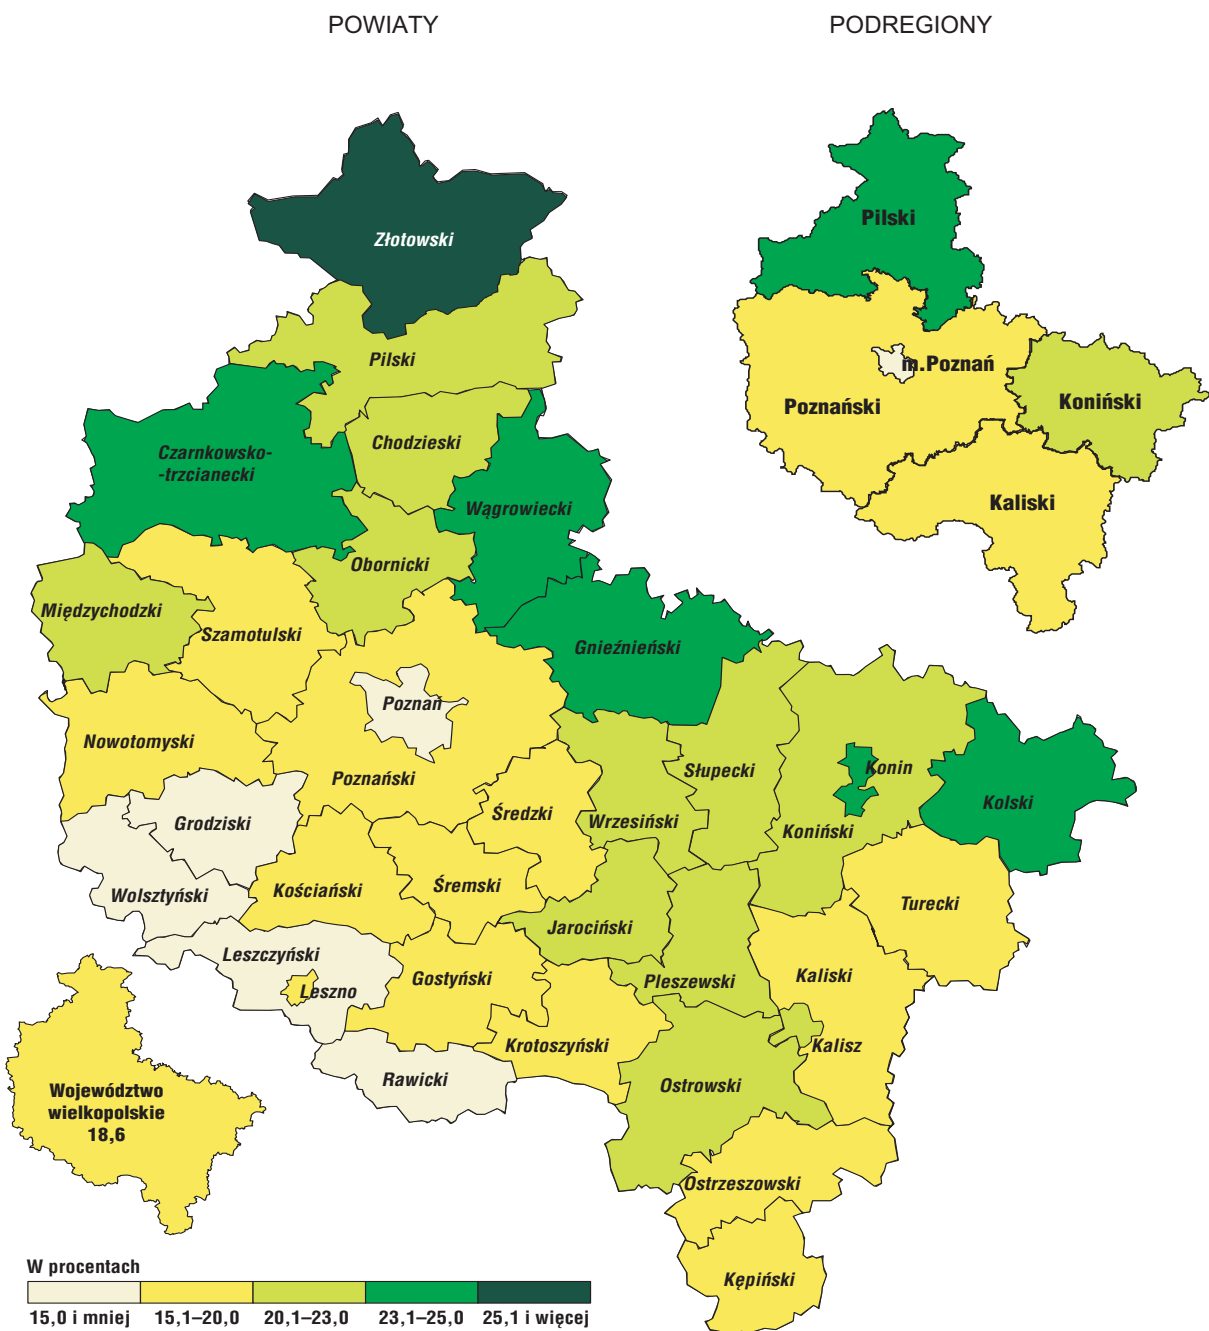 POWIATY
PODREGIONY
Złotowski
Pilski
Chodzieski
Czarnkowsko-
-trzcianecki
Wągrowiecki
Obornicki
Międzychodzki
Szamotulski
Gnieźnieński
Poznań
Nowotomyski
Poznański
Słupecki
Konin
Kolski
Grodziski
Średzki
Wrzesiński
Koniński
Wolsztyński
Kościański
Śremski
Turecki
Jarociński
Leszczyński
Leszno
Gostyński
Pleszewski
Kaliski
Krotoszyński
Kalisz
Rawicki
Ostrowski
Ostrzeszowski
Kępiński
Pilski
m.Poznań
Poznański
Koniński
Kaliski
Województwo
wielkopolskie
18,6
W procentach
15,0 i mniej 15,1–20,0 20,1–23,0 23,1–25,0 25,1 i więcej